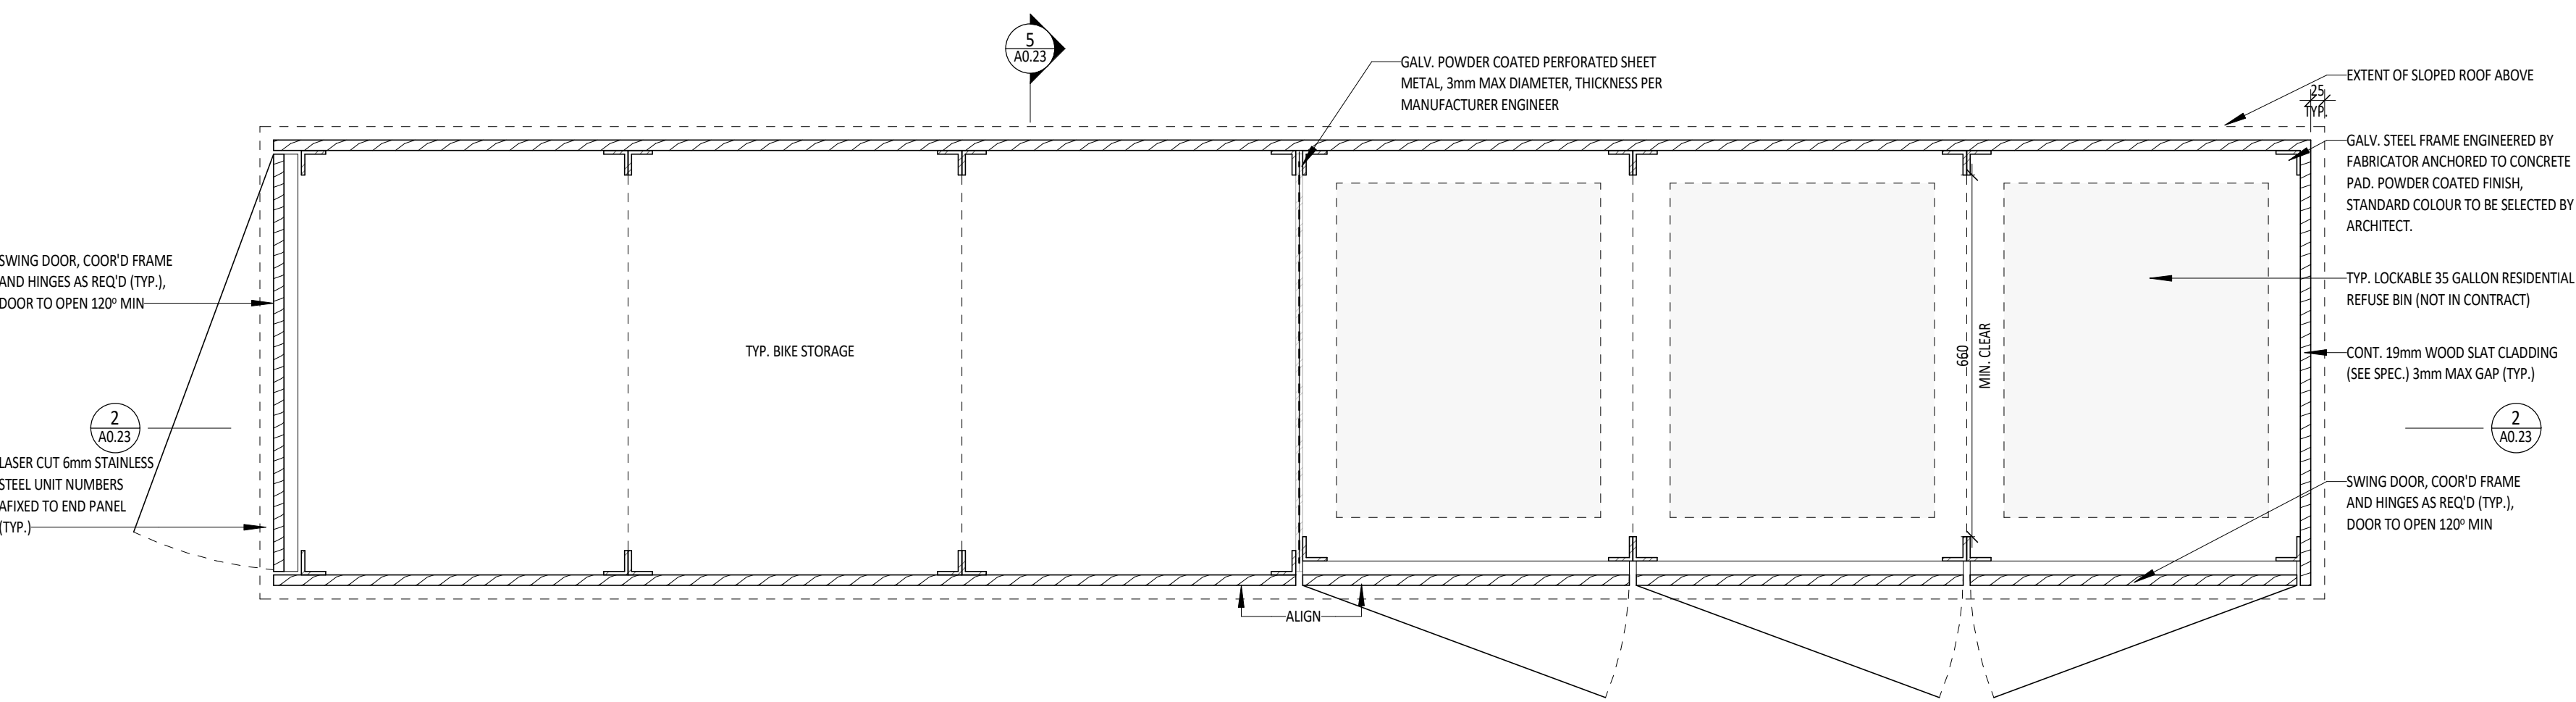 5
A0.23
GALV. POWDER COATED PERFORATED SHEET
METAL, 3mm MAX DIAMETER, THICKNESS PER
MANUFACTURER ENGINEER
EXTENT OF SLOPED ROOF ABOVE
25
TYP.
GALV. STEEL FRAME ENGINEERED BY
FABRICATOR ANCHORED TO CONCRETE
PAD. POWDER COATED FINISH,
STANDARD COLOUR TO BE SELECTED BY
ARCHITECT.
SWING DOOR, COOR'D FRAME
AND HINGES AS REQ'D (TYP.),
DOOR TO OPEN 120º MIN
TYP. LOCKABLE 35 GALLON RESIDENTIAL
REFUSE BIN (NOT IN CONTRACT)
TYP. BIKE STORAGE
660
MIN. CLEAR
CONT. 19mm WOOD SLAT CLADDING
(SEE SPEC.) 3mm MAX GAP (TYP.)
2
A0.23
2
A0.23
LASER CUT 6mm STAINLESS
STEEL UNIT NUMBERS
AFIXED TO END PANEL
(TYP.)
SWING DOOR, COOR'D FRAME
AND HINGES AS REQ'D (TYP.),
DOOR TO OPEN 120º MIN
ALIGN